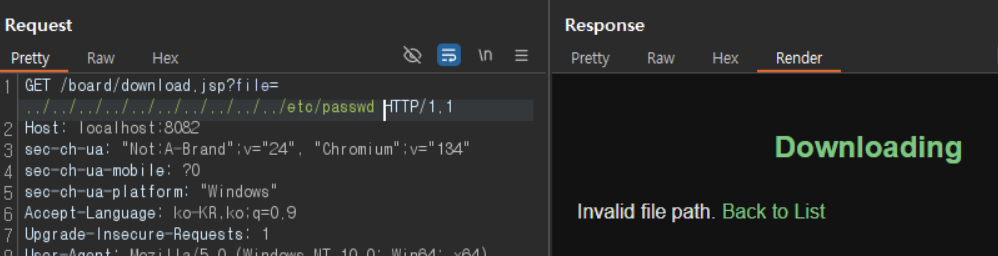 Request
Pretty Raw Hex \n
1 GET /board/download.jsp?file=
../../../../../../../../../../etc/passwd HTTP/1.1
2 Host: localhost:8082
3 sec-ch-ua: "Not:A-Brand";v="24", "Chromium";v="134"
4 sec-ch-ua-mobile: ?0
5 sec-ch-ua-platform: "Windows"
6 Accept-Language: ko-KR,ko;q=0.9
7 Upgrade-Insecure-Requests: 1
User-Agent: Mozilla/5.0 (Windows NT 10.0; Win64; x64)
Response
Pretty Raw Hex Render
Downloading
Invalid file path. Back to List